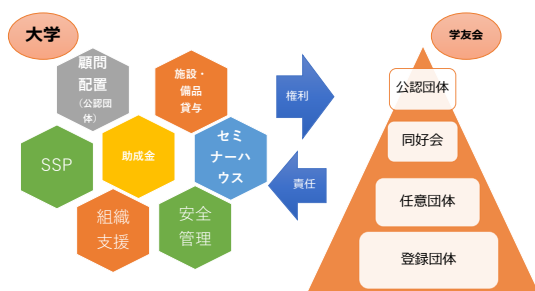 大学
顧問
配置
（公認団
体）
施設・
備品
貸与
SSP
助成金
セミ
ナーハ
ウス
組織
支援
安全
管理
権利
責任
学友会
公認団体
同好会
任意団体
登録団体